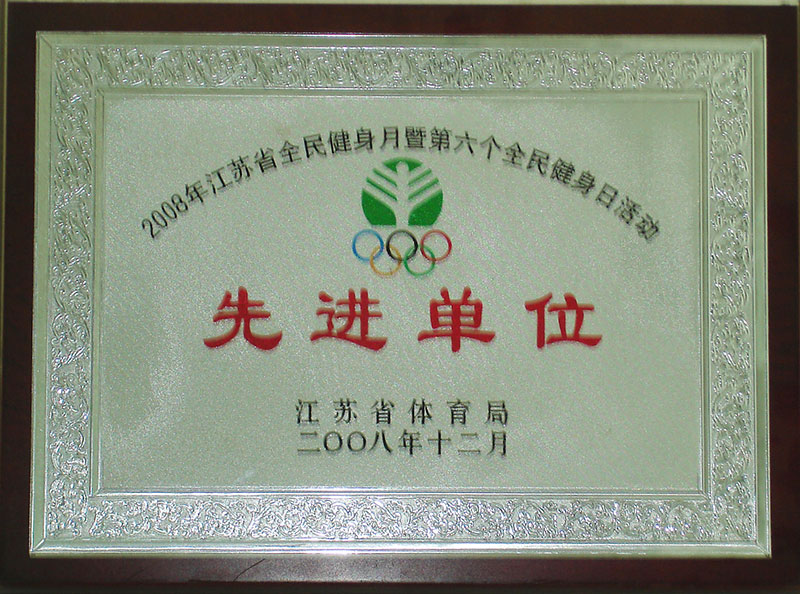 2008年江苏省全民健身月暨第六个全民健身日活动
先进单位
江苏省体育局
二〇〇八年十二月